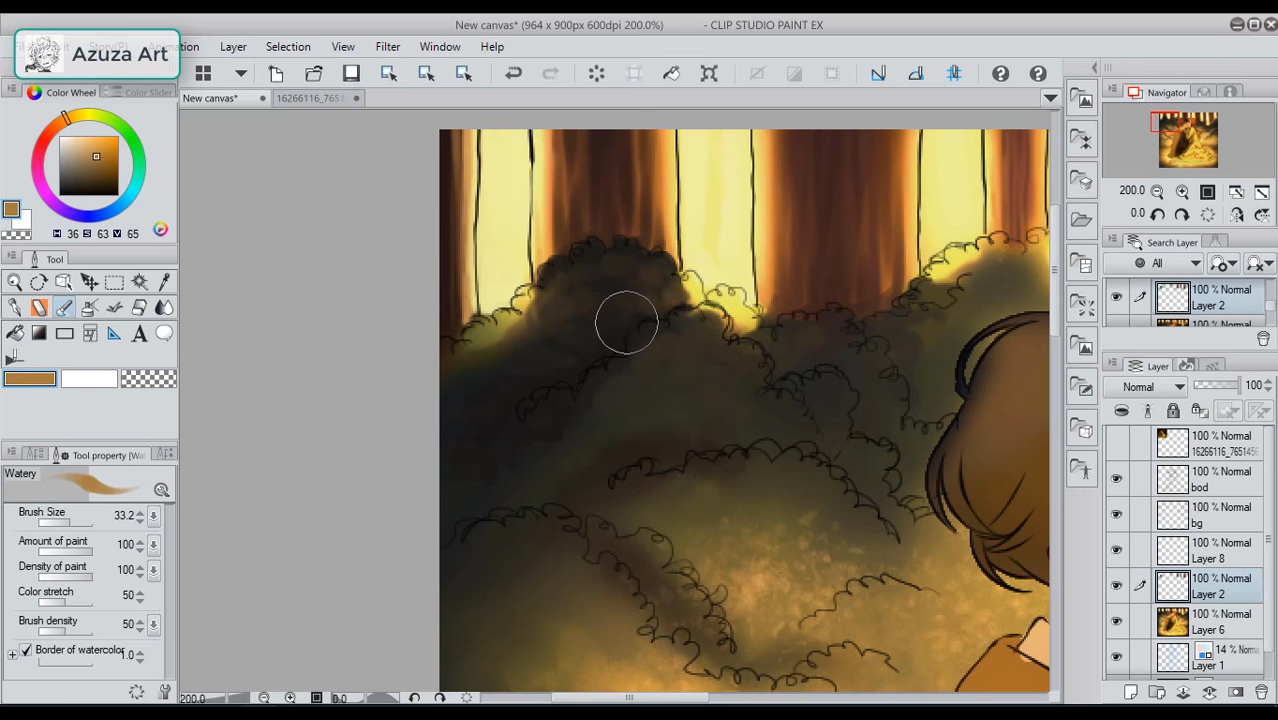 New canvas* (964 x 900px 600dpi 200.0%) - CLIP STUDIO PAINT EX
Azuza Art
Layer Selection View Filter Window Help
Color Wheel Color Slider
New canvas* 16266116_7651
Navigator
H 36 S 63 V 65
200.0
0.0
Tool
Search Layer
All
100 % Normal
Layer 2
Layer
Normal 100
Tool property [Wa
Watery
Brush Size 33.2
Amount of paint 100
Density of paint 100
Color stretch 50
Brush density 50
Border of watercolor 1.0
100 % Normal
16266116_765145
100 % Normal
bod
100 % Normal
bg
100 % Normal
Layer 8
100 % Normal
Layer 2
100 % Normal
Layer 6
14 % Norma
Layer 1
200.0 0.0